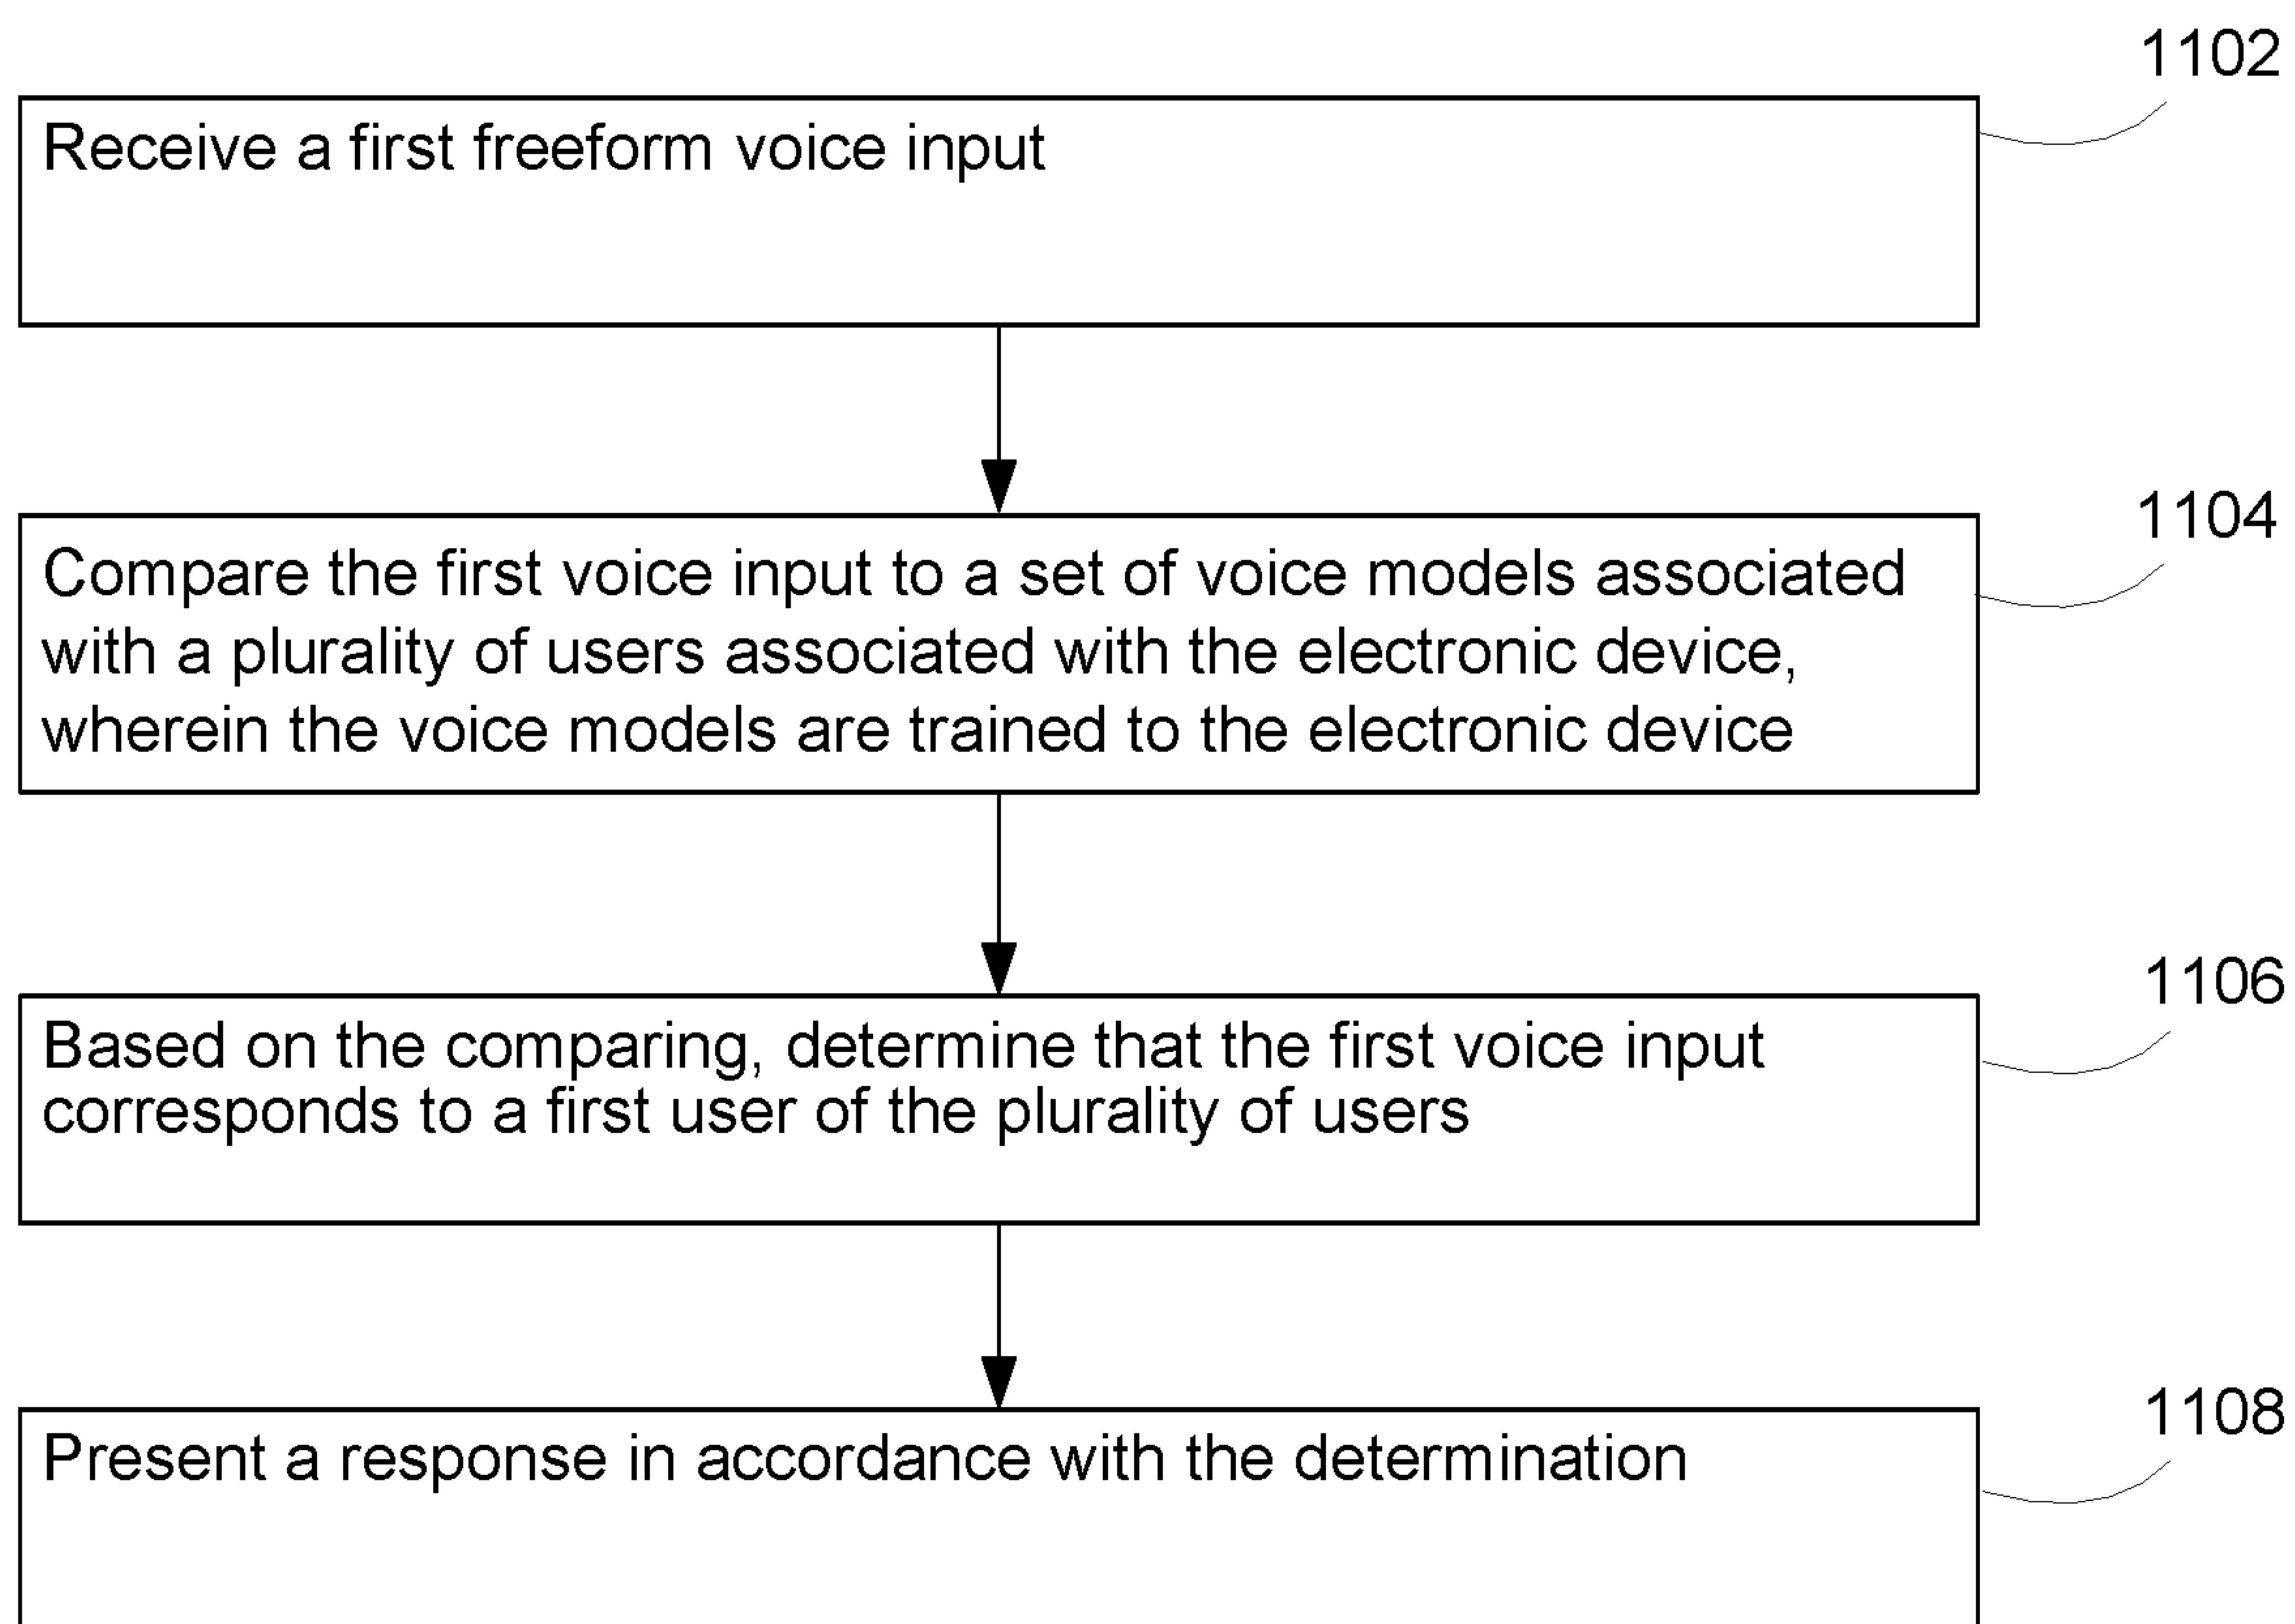 1102
Receive a first freeform voice input
1104
Compare the first voice input to a set of voice models associated
with a plurality of users associated with the electronic device,
wherein the voice models are trained to the electronic device
1106
Based on the comparing, determine that the first voice input
corresponds to a first user of the plurality of users
1108
Present a response in accordance with the determination